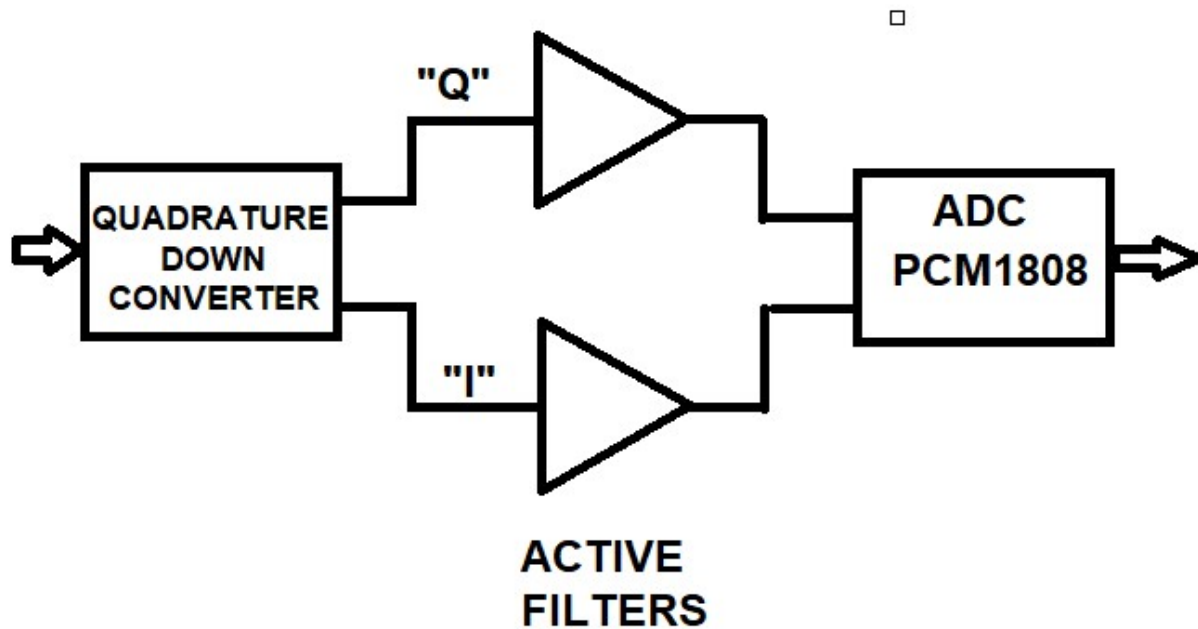 "Q"
QUADRATURE
DOWN
CONVERTER
"I"
ADC
PCM1808
ACTIVE
FILTERS